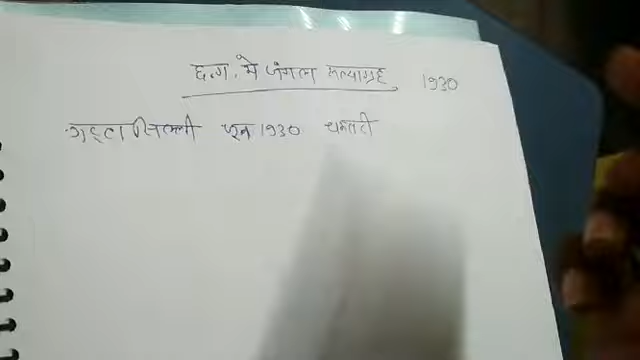 छ.ग. मे जंगल सत्याग्रह 1930
गट्टासिल्ली जून 1930 धमतरी